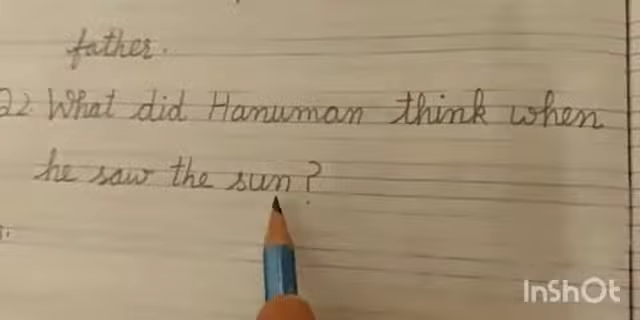 father.
Q2 What did Hanuman think when
he saw the sun?
InShOt